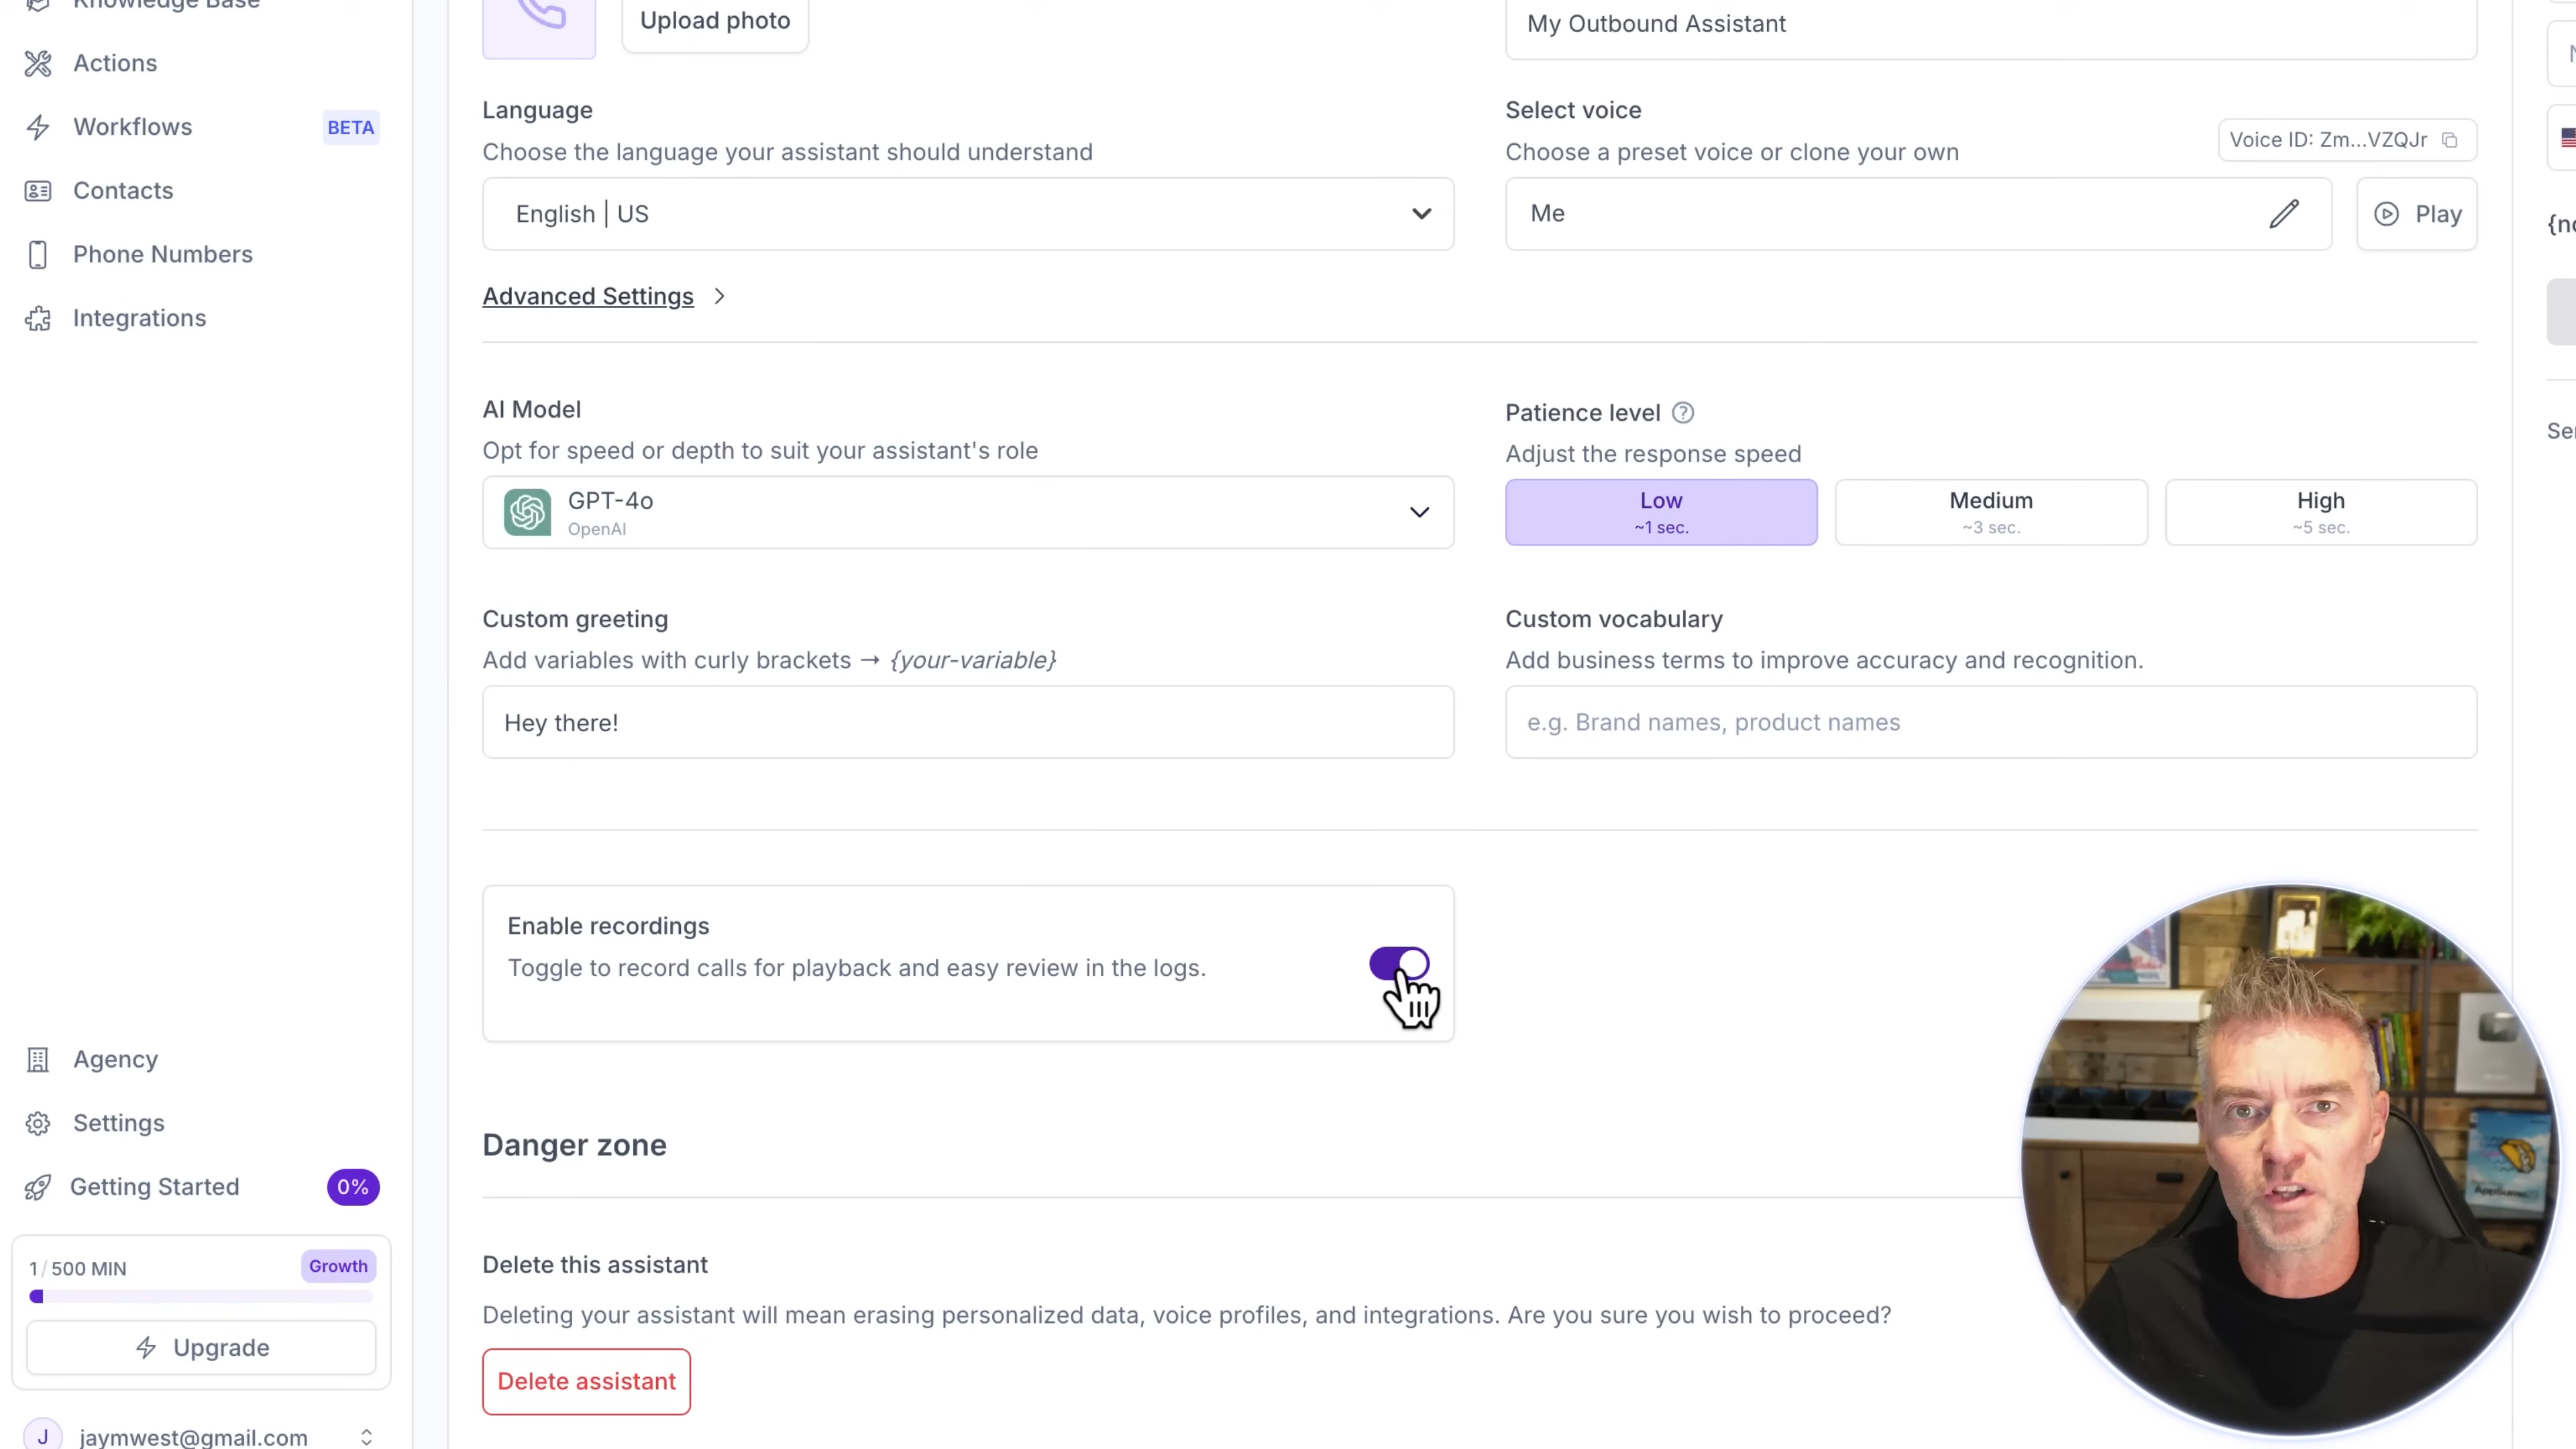 Knowledge Base
Actions
Workflows
BETA
Contacts
Phone Numbers
Integrations
Agency
Settings
Getting Started
0%
1 / 500 MIN
Growth
Upgrade
J
jaymwest@gmail.com
Upload photo
My Outbound Assistant
Language
Choose the language your assistant should understand
English | US
Advanced Settings
Select voice
Choose a preset voice or clone your own
Voice ID: Zm...VZQJr
Me
Play
AI Model
Opt for speed or depth to suit your assistant's role
GPT-4o
OpenAI
Patience level
Adjust the response speed
Low
~1 sec.
Medium
~3 sec.
High
~5 sec.
Custom greeting
Add variables with curly brackets → {your-variable}
Hey there!
Custom vocabulary
Add business terms to improve accuracy and recognition.
e.g. Brand names, product names
Enable recordings
Toggle to record calls for playback and easy review in the logs.
Danger zone
Delete this assistant
Deleting your assistant will mean erasing personalized data, voice profiles, and integrations. Are you sure you wish to proceed?
Delete assistant
AppSumo